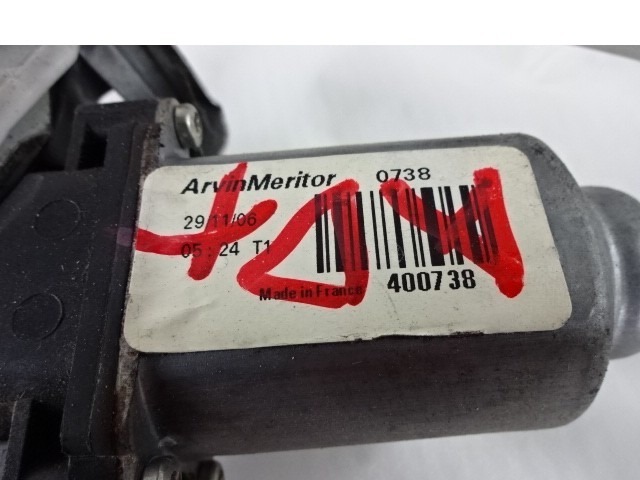 ArvinMeritor 0738
29/11/06
05:24 T1
Made in France 400738